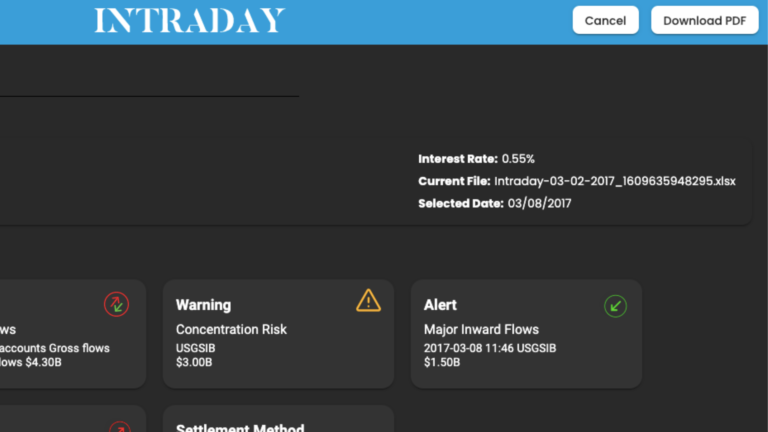 INTRADAY
Cancel
Download PDF
Interest Rate: 0.55%
Current File: Intraday-03-02-2017_1609635948295.xlsx
Selected Date: 03/08/2017
ws
accounts Gross flows
lows $4.30B
Warning
Concentration Risk
USGSIB
$3.00B
Alert
Major Inward Flows
2017-03-08 11:46 USGSIB
$1.50B
Settlement Method